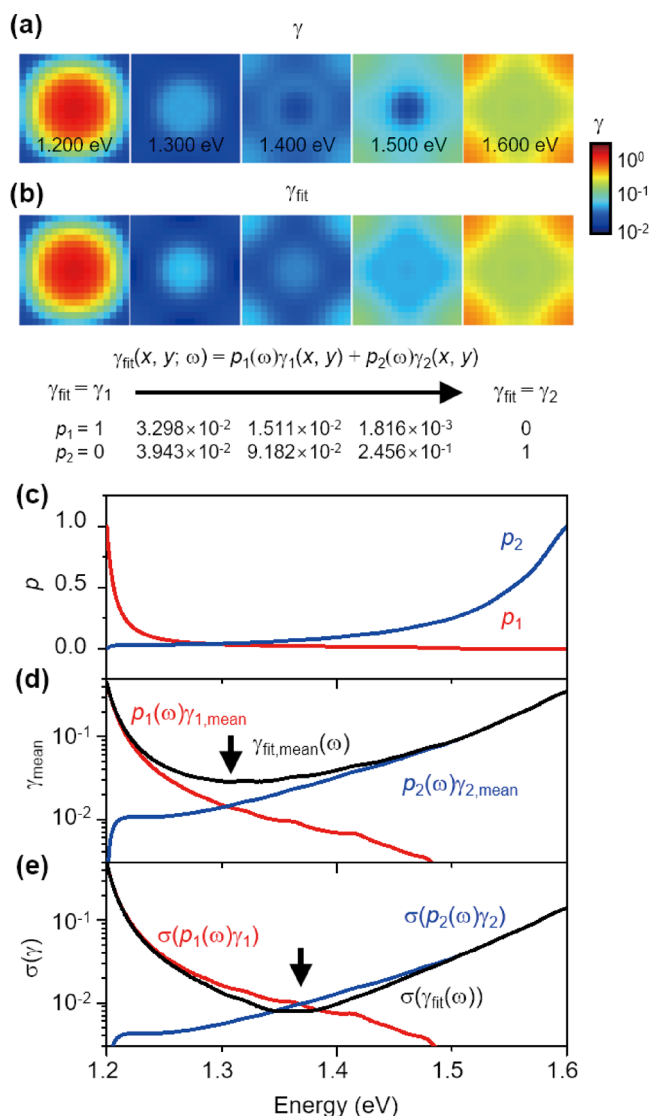 (a)
γ
1.200 eV 1.300 eV 1.400 eV 1.500 eV 1.600 eV
γ
10⁰
10⁻¹
10⁻²
(b)
γfit
γfit(x, y; ω) = p₁(ω)γ₁(x, y) + p₂(ω)γ₂(x, y)
γfit = γ₁ γfit = γ₂
p₁ = 1 3.298×10⁻² 1.511×10⁻² 1.816×10⁻³ 0
p₂ = 0 3.943×10⁻² 9.182×10⁻² 2.456×10⁻¹ 1
(c)
1.0
0.5
0.0
p
p₂
p₁
(d)
10⁻¹
10⁻²
γmean
p₁(ω)γ₁,mean
γfit,mean(ω)
p₂(ω)γ₂,mean
(e)
10⁻¹
10⁻²
σ(γ)
σ(p₁(ω)γ₁)
σ(p₂(ω)γ₂)
σ(γfit(ω))
1.2 1.3 1.4 1.5 1.6
Energy (eV)